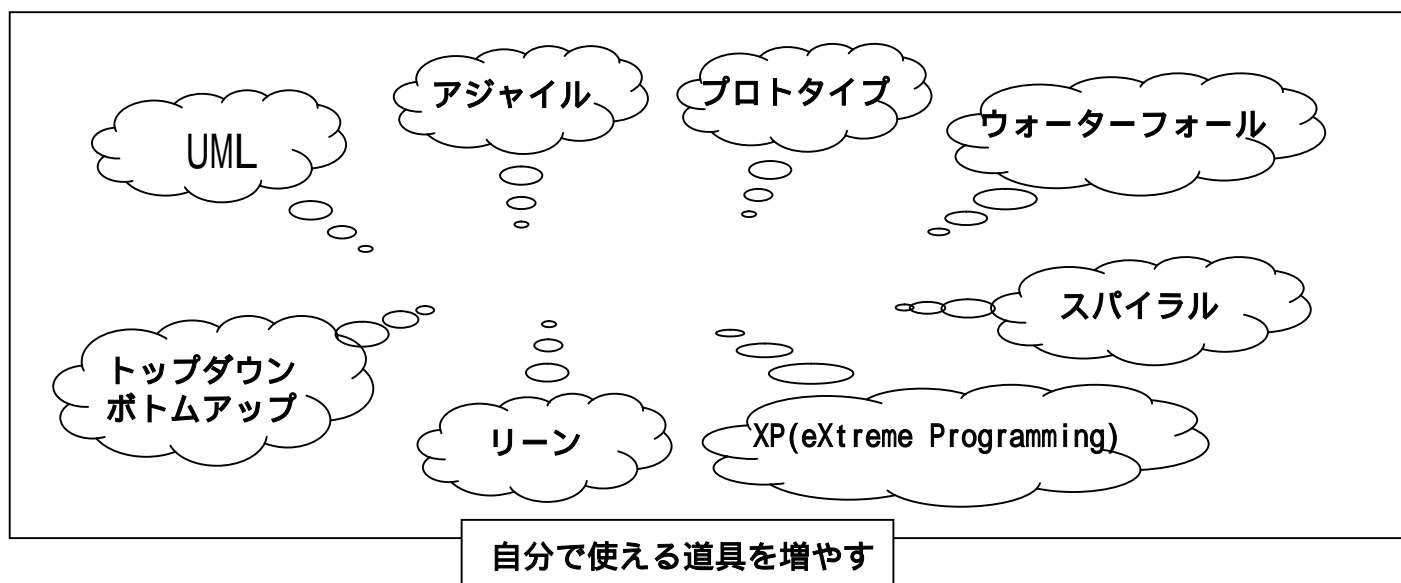 アジャイル
プロトタイプ
ウォーターフォール
UML
スパイラル
トップダウン
ボトムアップ
リーン
XP(eXtreme Programming)
自分で使える道具を増やす